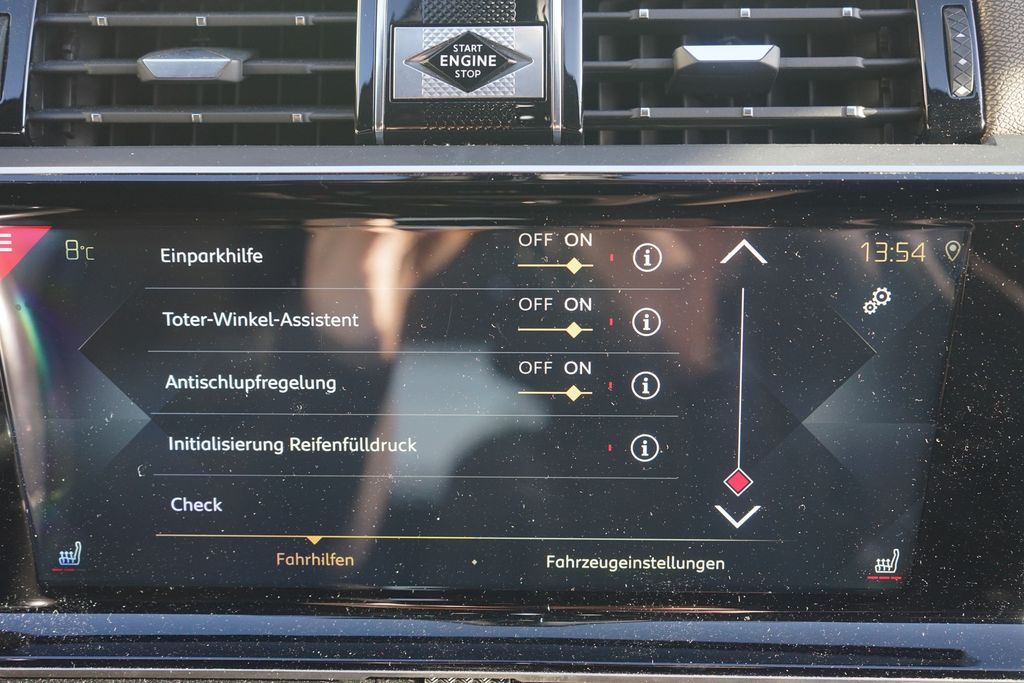 START
ENGINE
STOP
8°C
13:54
Einparkhilfe OFF ON i
Toter-Winkel-Assistent OFF ON i
Antischlupfregelung OFF ON i
Initialisierung Reifenfülldruck i
Check
Fahrhilfen
Fahrzeugeinstellungen